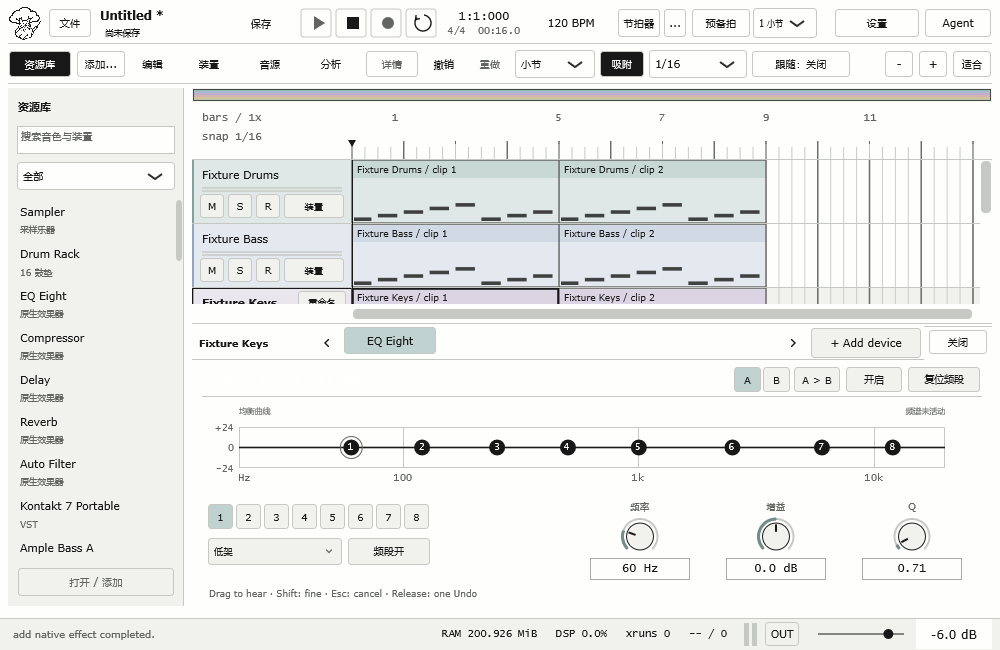 文件
Untitled *
尚未保存
保存
1:1:000
4/4 00:16.0
120 BPM
节拍器
...
预备拍
1 小节
设置
Agent
资源库
添加...
编辑
装置
音源
分析
详情
撤销
重做
小节
吸附
1/16
跟随: 关闭
-
+
适合
资源库
搜索音色与装置
全部
Sampler
采样乐器
Drum Rack
16 鼓垫
EQ Eight
原生效果器
Compressor
原生效果器
Delay
原生效果器
Reverb
原生效果器
Auto Filter
原生效果器
Kontakt 7 Portable
VST
Ample Bass A
打开 / 添加
bars / 1x
snap 1/16
1 5 7 9 11
Fixture Drums
M S R 装置
Fixture Drums / clip 1
Fixture Drums / clip 2
Fixture Bass
M S R 装置
Fixture Bass / clip 1
Fixture Bass / clip 2
Fixture Keys
重命名
Fixture Keys / clip 1
Fixture Keys / clip 2
Fixture Keys
EQ Eight
+ Add device
关闭
A
B
A > B
开启
复位频段
均衡曲线
频谱未活动
+24
0
-24
1 2 3 4 5 6 7 8
Hz 100 1k 10k
1 2 3 4 5 6 7 8
低架
频段开
频率
60 Hz
增益
0.0 dB
Q
0.71
Drag to hear · Shift: fine · Esc: cancel · Release: one Undo
add native effect completed.
RAM 200.926 MiB
DSP 0.0%
xruns 0
-- / 0
OUT
-6.0 dB